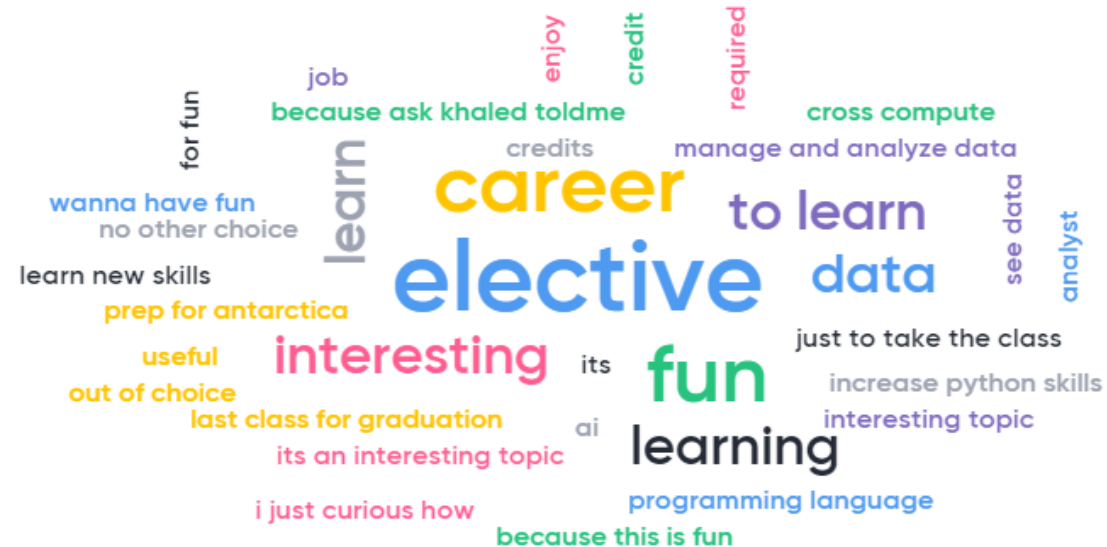 enjoy
credit
required
job
for fun
because ask khaled toldme
cross compute
learn
credits
manage and analyze data
career
wanna have fun
to learn
see data
no other choice
analyst
elective
data
learn new skills
prep for antarctica
interesting
its
fun
just to take the class
useful
out of choice
increase python skills
last class for graduation
ai
interesting topic
learning
its an interesting topic
i just curious how
programming language
because this is fun